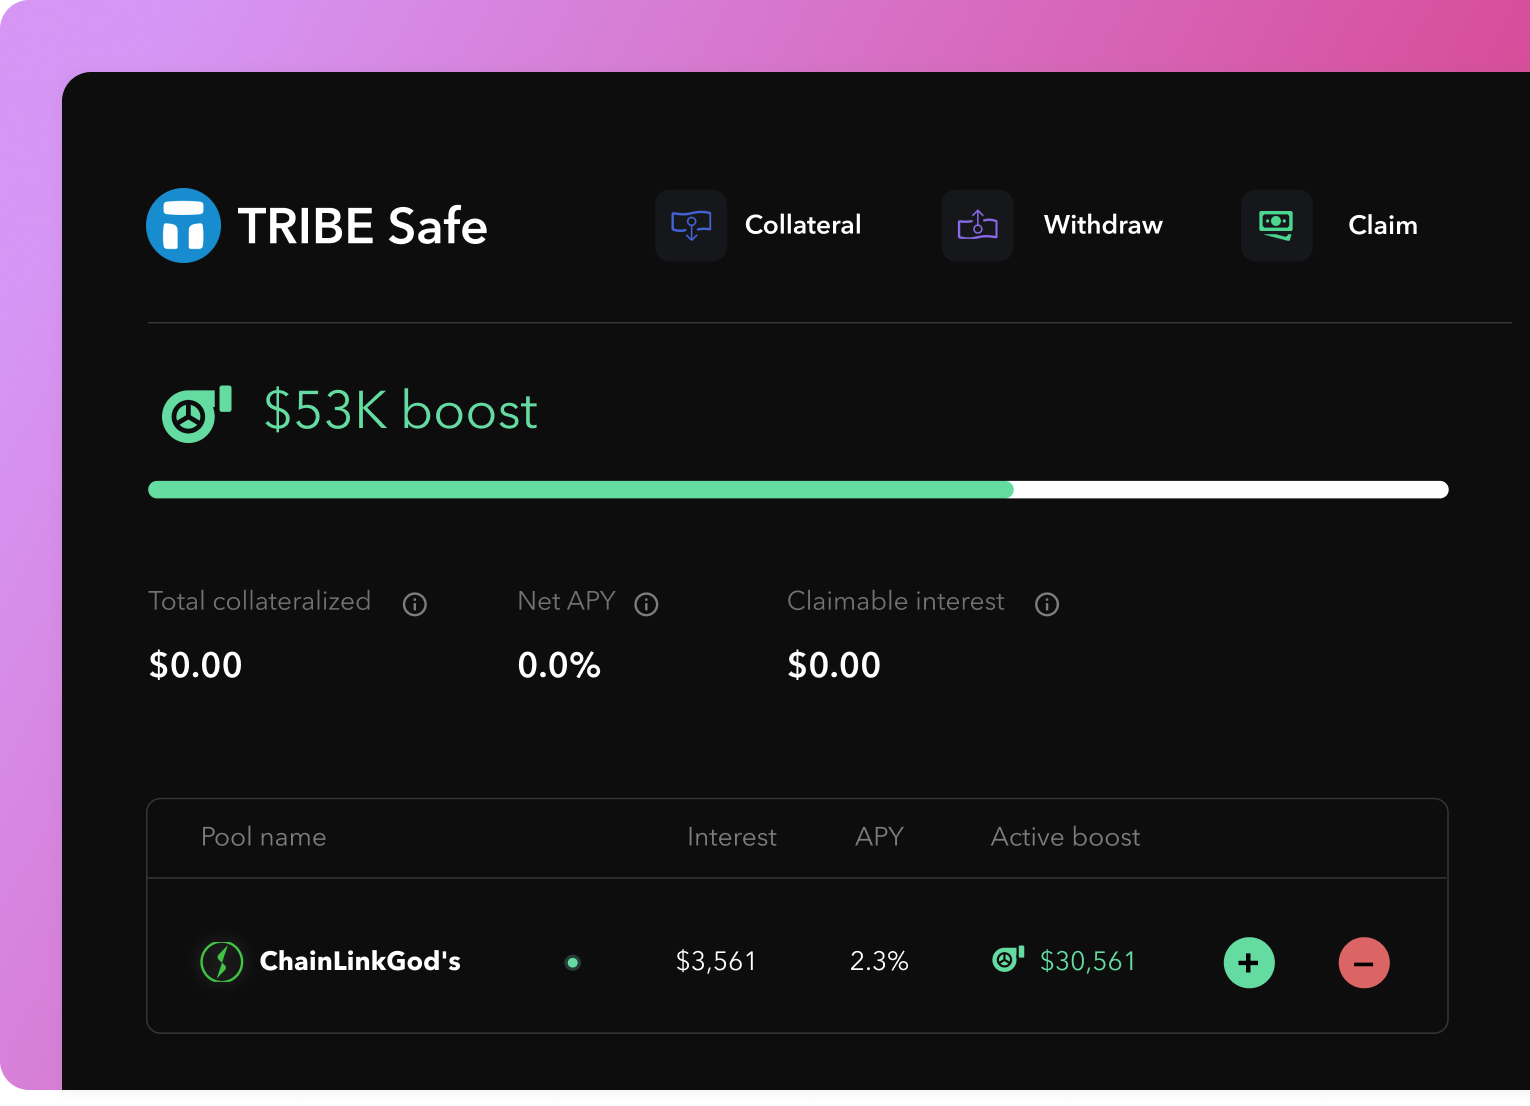 TRIBE Safe
Collateral
Withdraw
Claim
$53K boost
Total collateralized
Net APY
Claimable interest
$0.00
0.0%
$0.00
Pool name
Interest
APY
Active boost
ChainLinkGod's
$3,561
2.3%
$30,561